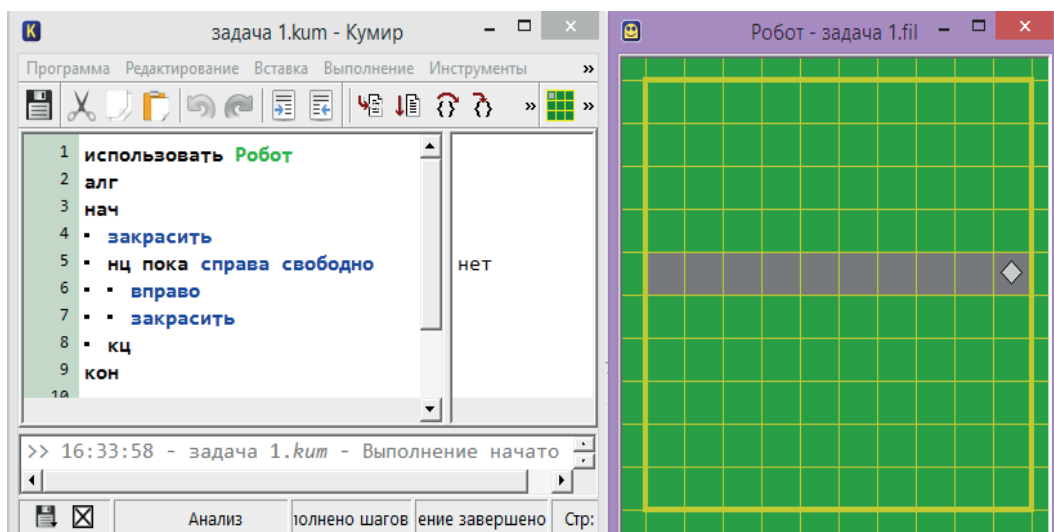 K задача 1.kum - Кумир
Робот - задача 1.fil
Программа Редактирование Вставка Выполнение Инструменты »
» »
1 использовать Робот
2 алг
3 нач
4 ▪ закрасить
5 ▪ нц пока справа свободно нет
6 ▪ ▪ вправо
7 ▪ ▪ закрасить
8 ▪ кц
9 кон
10
>> 16:33:58 - задача 1.kum - Выполнение начато
Анализ юлнено шагов ение завершено Стр: